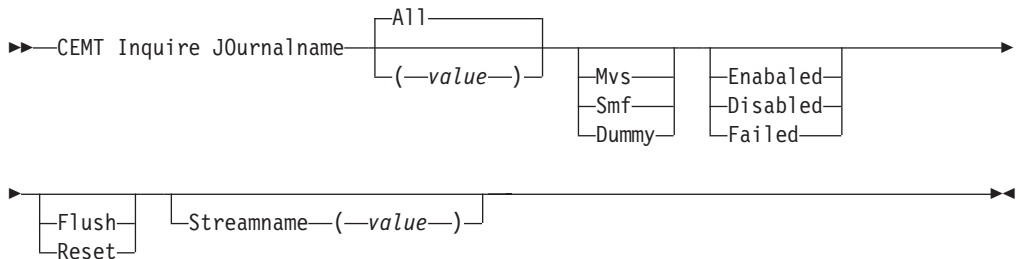 All
CEMT Inquire JOurnalname
( value )
Mvs
Smf
Dummy
Enabaled
Disabled
Failed
Flush
Reset
Streamname ( value )